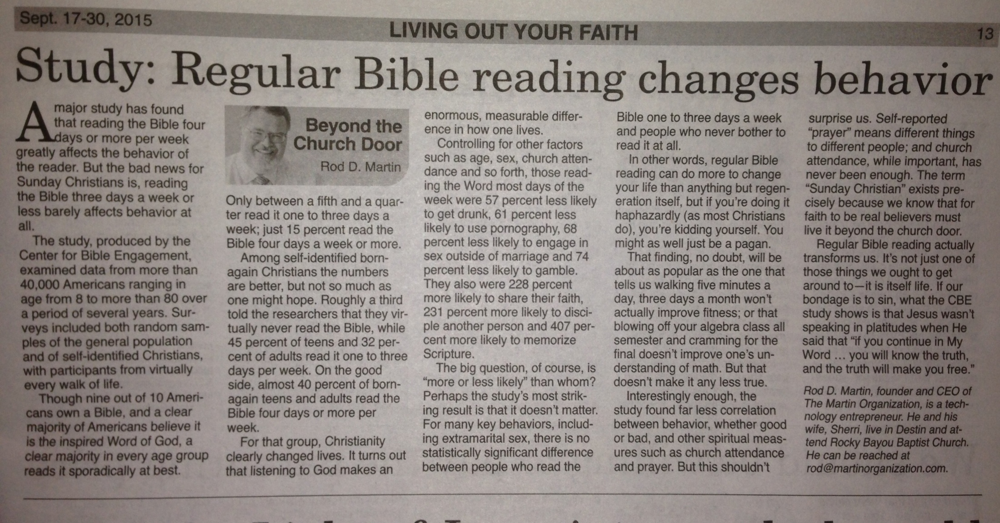 Sept. 17-30, 2015
LIVING OUT YOUR FAITH
13
Study: Regular Bible reading changes behavior
A major study has found
that reading the Bible four
days or more per week
greatly affects the behavior of
the reader. But the bad news for
Sunday Christians is, reading
the Bible three days a week or
less barely affects behavior at
all.
The study, produced by the
Center for Bible Engagement,
examined data from more than
40,000 Americans ranging in
age from 8 to more than 80 over
a period of several years. Sur-
veys included both random sam-
ples of the general population
and of self-identified Christians,
with participants from virtually
every walk of life.
Though nine out of 10 Ameri-
cans own a Bible, and a clear
majority of Americans believe it
is the inspired Word of God, a
clear majority in every age group
reads it sporadically at best.
Beyond the
Church Door
Rod D. Martin
Only between a fifth and a quar-
ter read it one to three days a
week; just 15 percent read the
Bible four days a week or more.
Among self-identified born-
again Christians the numbers
are better, but not so much as
one might hope. Roughly a third
told the researchers that they vir-
tually never read the Bible, while
45 percent of teens and 32 per-
cent of adults read it one to three
days per week. On the good
side, almost 40 percent of born-
again teens and adults read the
Bible four days or more per
week.
For that group, Christianity
clearly changed lives. It turns out
that listening to God makes an
enormous, measurable differ-
ence in how one lives.
Controlling for other factors
such as age, sex, church atten-
dance and so forth, those read-
ing the Word most days of the
week were 57 percent less likely
to get drunk, 61 percent less
likely to use pornography, 68
percent less likely to engage in
sex outside of marriage and 74
percent less likely to gamble.
They also were 228 percent
more likely to share their faith,
231 percent more likely to disci-
ple another person and 407 per-
cent more likely to memorize
Scripture.
The big question, of course, is
“more or less likely” than whom?
Perhaps the study’s most strik-
ing result is that it doesn’t matter.
For many key behaviors, includ-
ing extramarital sex, there is no
statistically significant difference
between people who read the
Bible one to three days a week
and people who never bother to
read it at all.
In other words, regular Bible
reading can do more to change
your life than anything but regen-
eration itself, but if you’re doing it
haphazardly (as most Christians
do), you’re kidding yourself. You
might as well just be a pagan.
That finding, no doubt, will be
about as popular as the one that
tells us walking five minutes a
day, three days a month won’t
actually improve fitness; or that
blowing off your algebra class all
semester and cramming for the
final doesn’t improve one’s un-
derstanding of math. But that
doesn’t make it any less true.
Interestingly enough, the
study found far less correlation
between behavior, whether good
or bad, and other spiritual meas-
ures such as church attendance
and prayer. But this shouldn’t
surprise us. Self-reported
“prayer” means different things
to different people; and church
attendance, while important, has
never been enough. The term
“Sunday Christian” exists pre-
cisely because we know that for
faith to be real believers must
live it beyond the church door.
Regular Bible reading actually
transforms us. It’s not just one of
those things we ought to get
around to—it is itself life. If our
bondage is to sin, what the CBE
study shows is that Jesus wasn’t
speaking in platitudes when He
said that “if you continue in My
Word ... you will know the truth,
and the truth will make you free.”
Rod D. Martin, founder and CEO of
The Martin Organization, is a tech-
nology entrepreneur. He and his
wife, Sherri, live in Destin and at-
tend Rocky Bayou Baptist Church.
He can be reached at
rod@martinorganization.com.